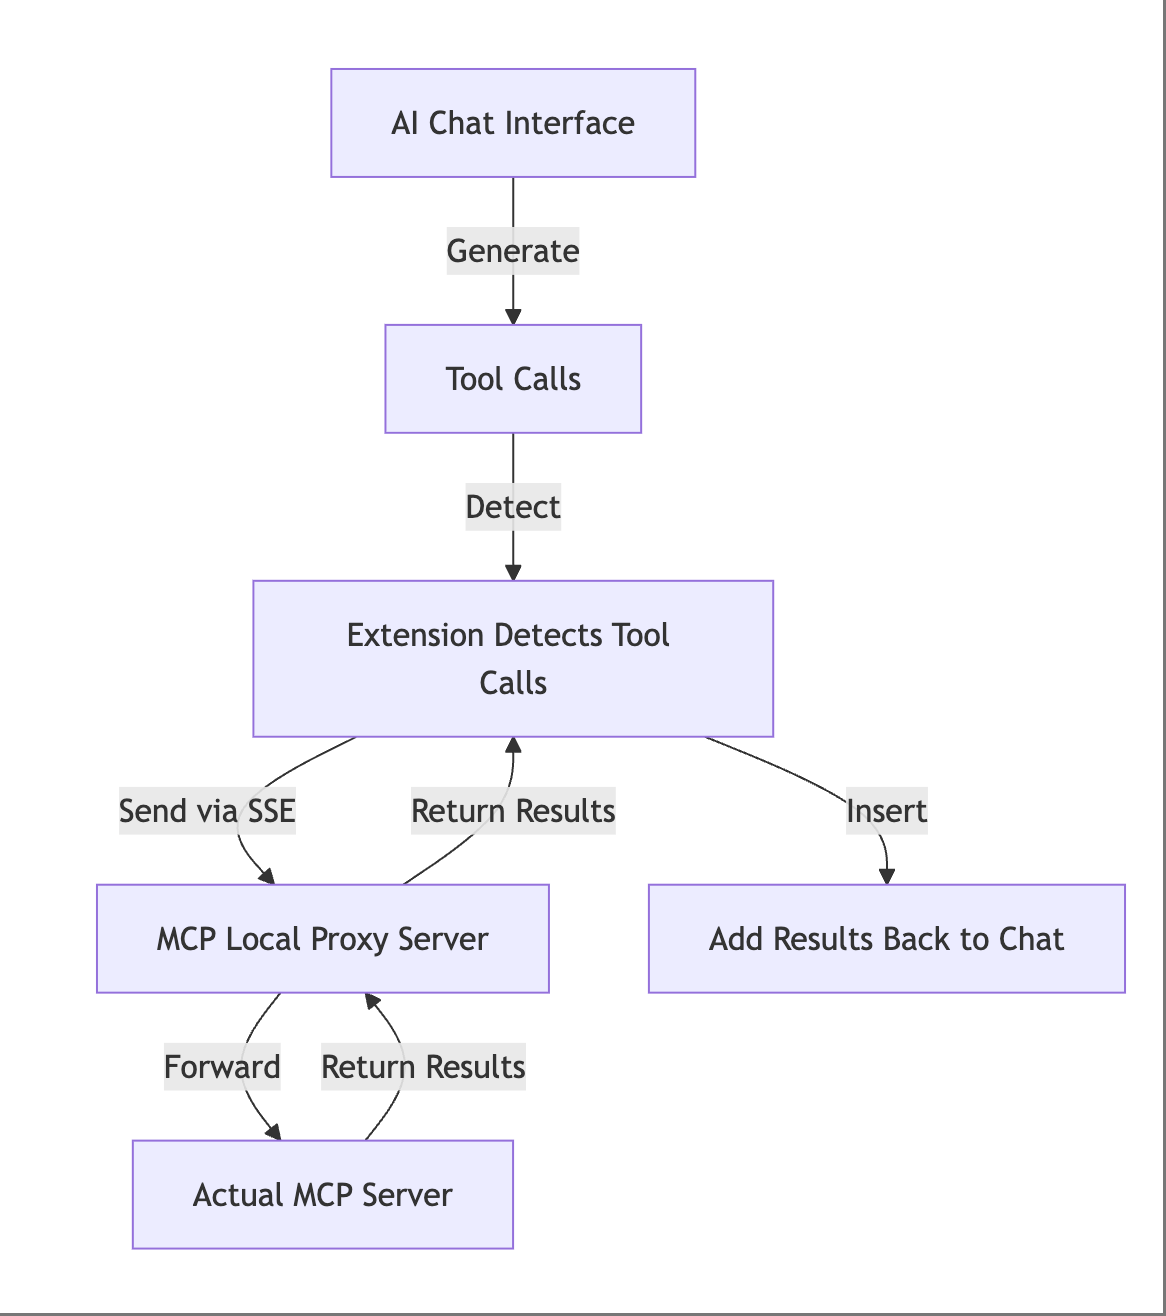 AI Chat Interface
Generate
Tool Calls
Detect
Extension Detects Tool
Calls
Send via SSE
Return Results
Insert
MCP Local Proxy Server
Add Results Back to Chat
Forward
Return Results
Actual MCP Server